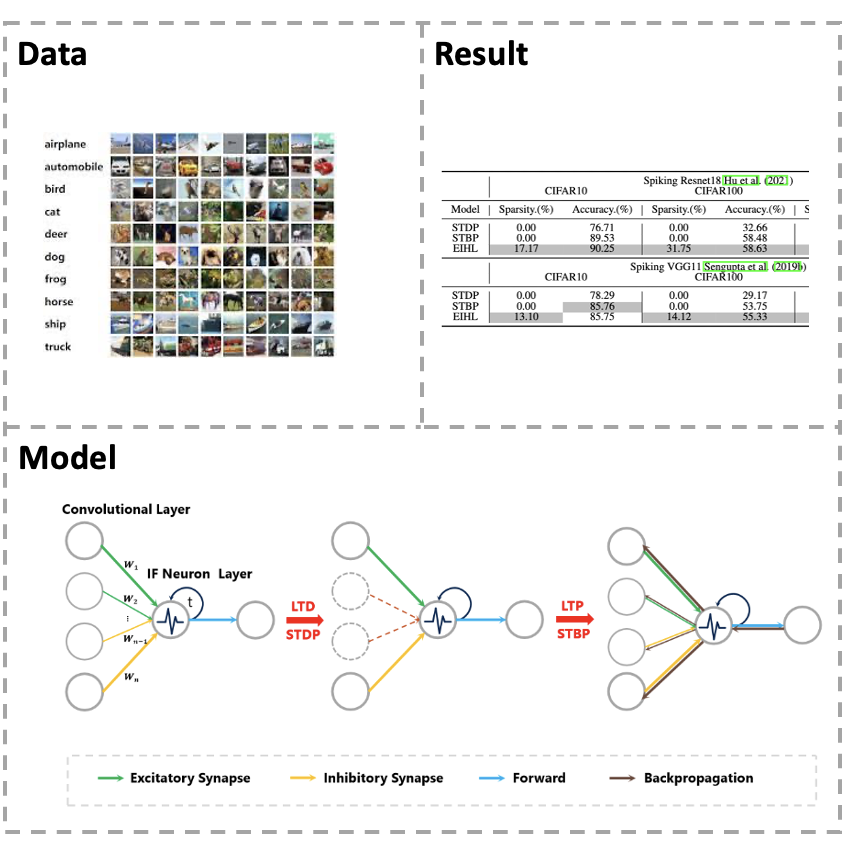 Data
airplane
automobile
bird
cat
deer
dog
frog
horse
ship
truck
Result
Spiking Resnet18 Hu et al. (2021)
CIFAR10 CIFAR100
Model | Sparsity.(%) Accuracy.(%) | Sparsity.(%) Accuracy.(%) | S
STDP 0.00 76.71 0.00 32.66
STBP 0.00 89.53 0.00 58.48
EIHL 17.17 90.25 31.75 58.63
Spiking VGG11 Sengupta et al. (2019b)
CIFAR10 CIFAR100
STDP 0.00 78.29 0.00 29.17
STBP 0.00 85.76 0.00 53.75
EIHL 13.10 85.75 14.12 55.33
Model
Convolutional Layer
IF Neuron Layer
W1
W2
⋮
Wn-1
Wn
t
LTD
STDP
LTP
STBP
Excitatory Synapse
Inhibitory Synapse
Forward
Backpropagation